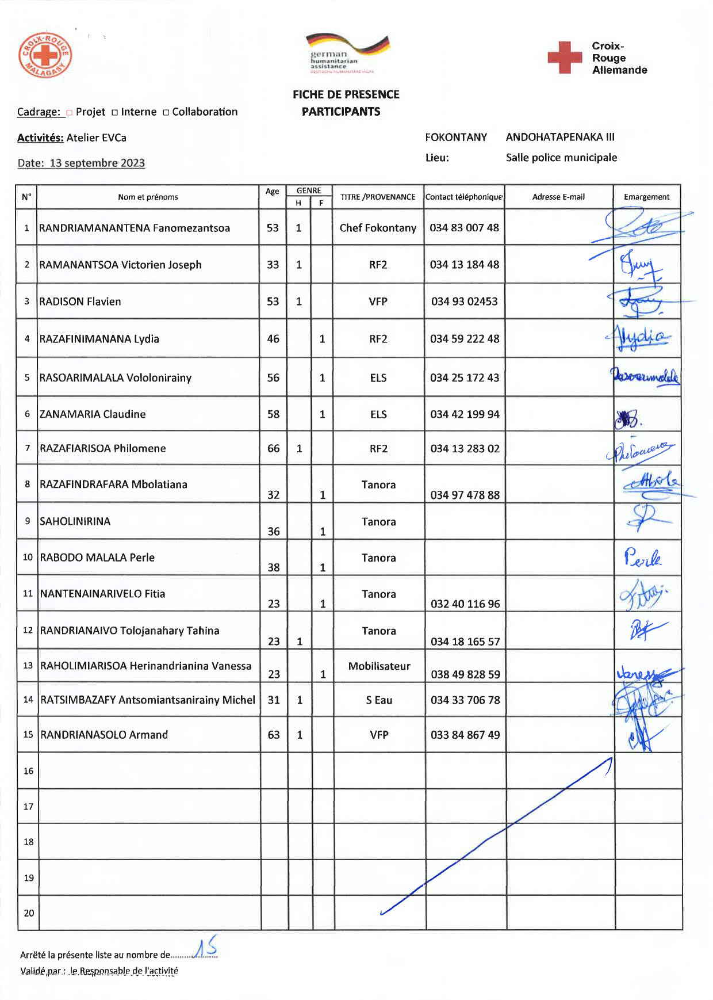 CROIX-ROUGE MALAGASY
german
humanitarian
assistance
DEUTSCHE HUMANITÄRE HILFE
Croix-
Rouge
Allemande
FICHE DE PRESENCE
PARTICIPANTS
Cadrage: □ Projet □ Interne □ Collaboration
Activités: Atelier EVCa
FOKONTANY ANDOHATAPENAKA III
Date: 13 septembre 2023
Lieu: Salle police municipale
N° Nom et prénoms Age GENRE H F TITRE /PROVENANCE Contact téléphonique Adresse E-mail Emargement
1 RANDRIAMANANTENA Fanomezantsoa 53 1 Chef Fokontany 034 83 007 48
2 RAMANANTSOA Victorien Joseph 33 1 RF2 034 13 184 48
3 RADISON Flavien 53 1 VFP 034 93 02453
4 RAZAFINIMANANA Lydia 46 1 RF2 034 59 222 48 Lydia
5 RASOARIMALALA Vololonirainy 56 1 ELS 034 25 172 43 Rasoarimalala
6 ZANAMARIA Claudine 58 1 ELS 034 42 199 94
7 RAZAFIARISOA Philomene 66 1 RF2 034 13 283 02 Philomene
8 RAZAFINDRAFARA Mbolatiana 32 1 Tanora 034 97 478 88
9 SAHOLINIRINA 36 1 Tanora
10 RABODO MALALA Perle 38 1 Tanora Perle
11 NANTENAINARIVELO Fitia 23 1 Tanora 032 40 116 96
12 RANDRIANAIVO Tolojanahary Tahina 23 1 Tanora 034 18 165 57
13 RAHOLIMIARISOA Herinandrianina Vanessa 23 1 Mobilisateur 038 49 828 59 Vanessa
14 RATSIMBAZAFY Antsomiantsanirainy Michel 31 1 S Eau 034 33 706 78
15 RANDRIANASOLO Armand 63 1 VFP 033 84 867 49
16
17
18
19
20
Arrêté la présente liste au nombre de.........15.........
Validé par : le Responsable de l'activité